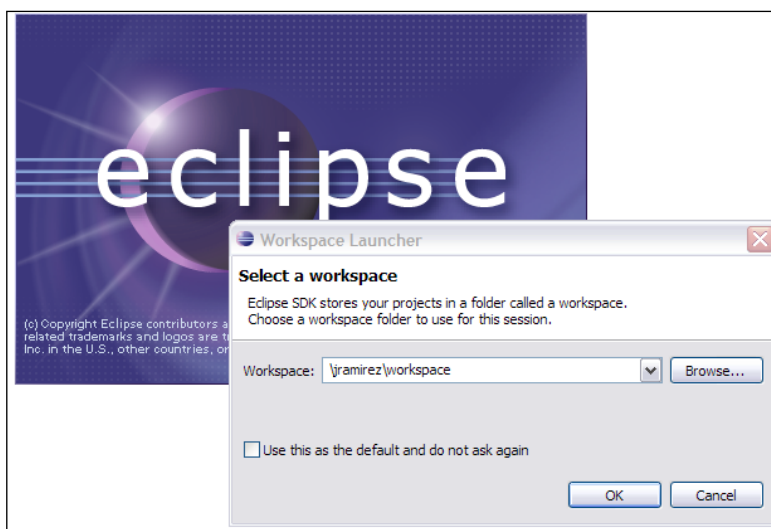 eclipse
Workspace Launcher
Select a workspace
Eclipse SDK stores your projects in a folder called a workspace.
Choose a workspace folder to use for this session.
(c) Copyright Eclipse contributors a
related trademarks and logos are t
Inc. in the U.S., other countries, or
Workspace: \jramirez\workspace Browse...
Use this as the default and do not ask again
OK Cancel